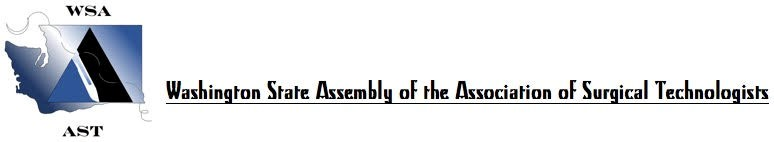 WSA
Washington State Assembly of the Association of Surgical Technologists
AST